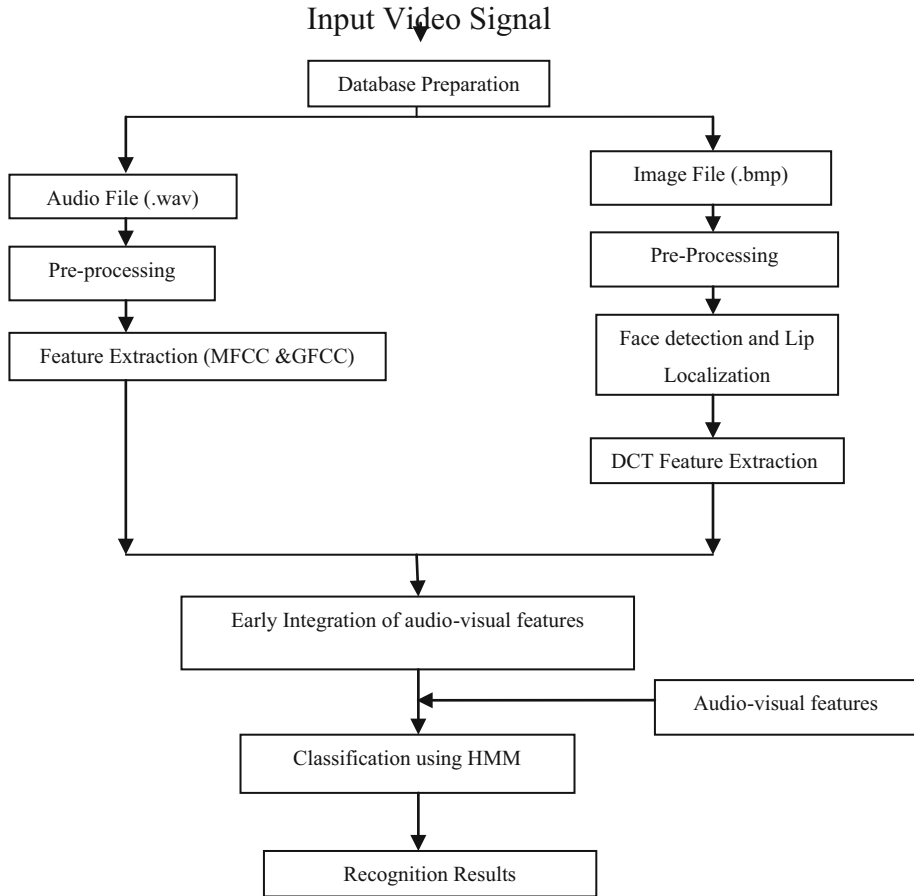 Input Video Signal
Database Preparation
Audio File (.wav)
Pre-processing
Feature Extraction (MFCC &GFCC)
Image File (.bmp)
Pre-Processing
Face detection and Lip
Localization
DCT Feature Extraction
Early Integration of audio-visual features
Audio-visual features
Classification using HMM
Recognition Results